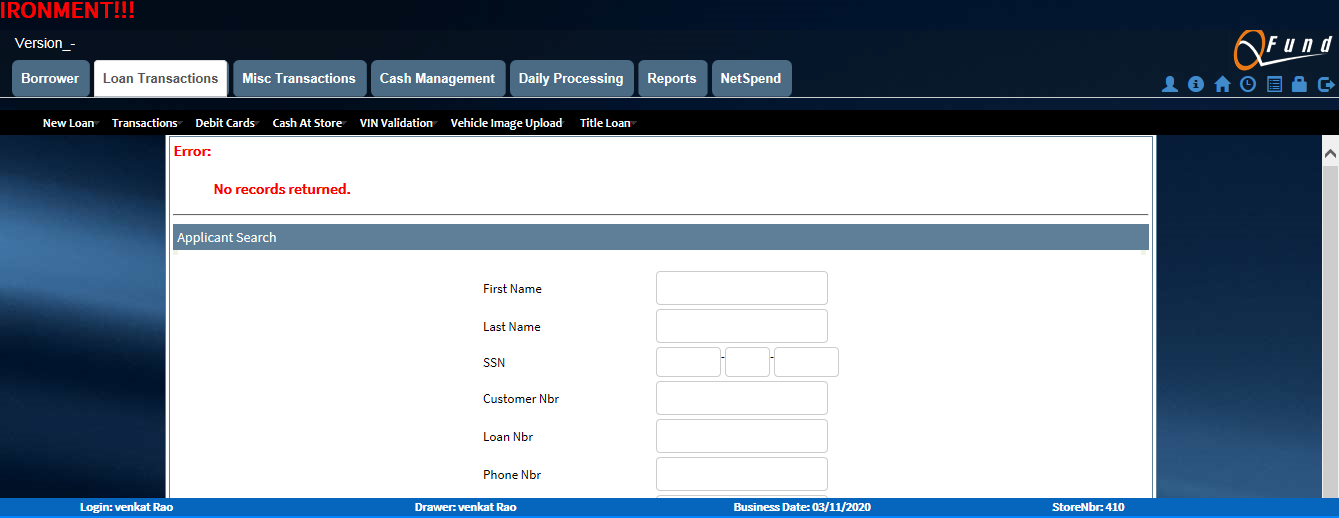 IRONMENT!!!
Version_-
QFund
Borrower Loan Transactions Misc Transactions Cash Management Daily Processing Reports NetSpend
New Loan Transactions Debit Cards Cash At Store VIN Validation Vehicle Image Upload Title Loan
Error:
No records returned.
Applicant Search
First Name
Last Name
SSN - -
Customer Nbr
Loan Nbr
Phone Nbr
Login: venkat Rao Drawer: venkat Rao Business Date: 03/11/2020 StoreNbr: 410